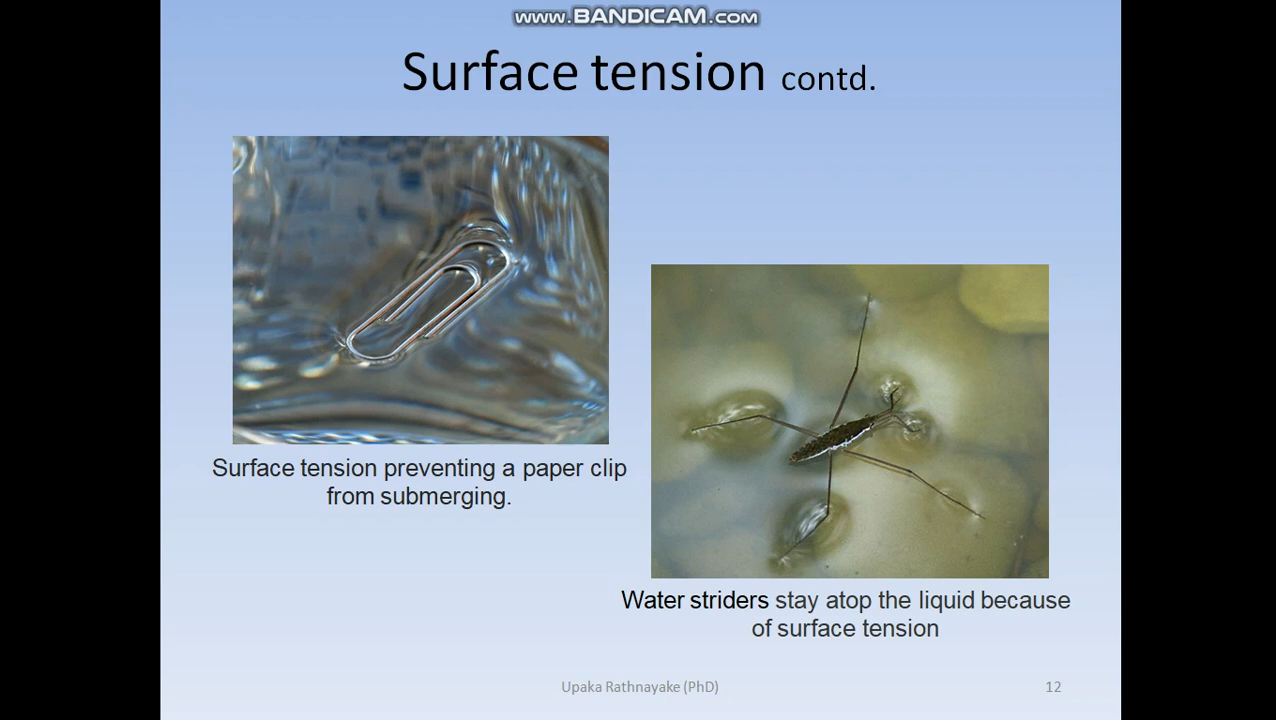 www.BANDICAM.com
Surface tension contd.
Surface tension preventing a paper clip
from submerging.
Water striders stay atop the liquid because
of surface tension
Upaka Rathnayake (PhD)
12